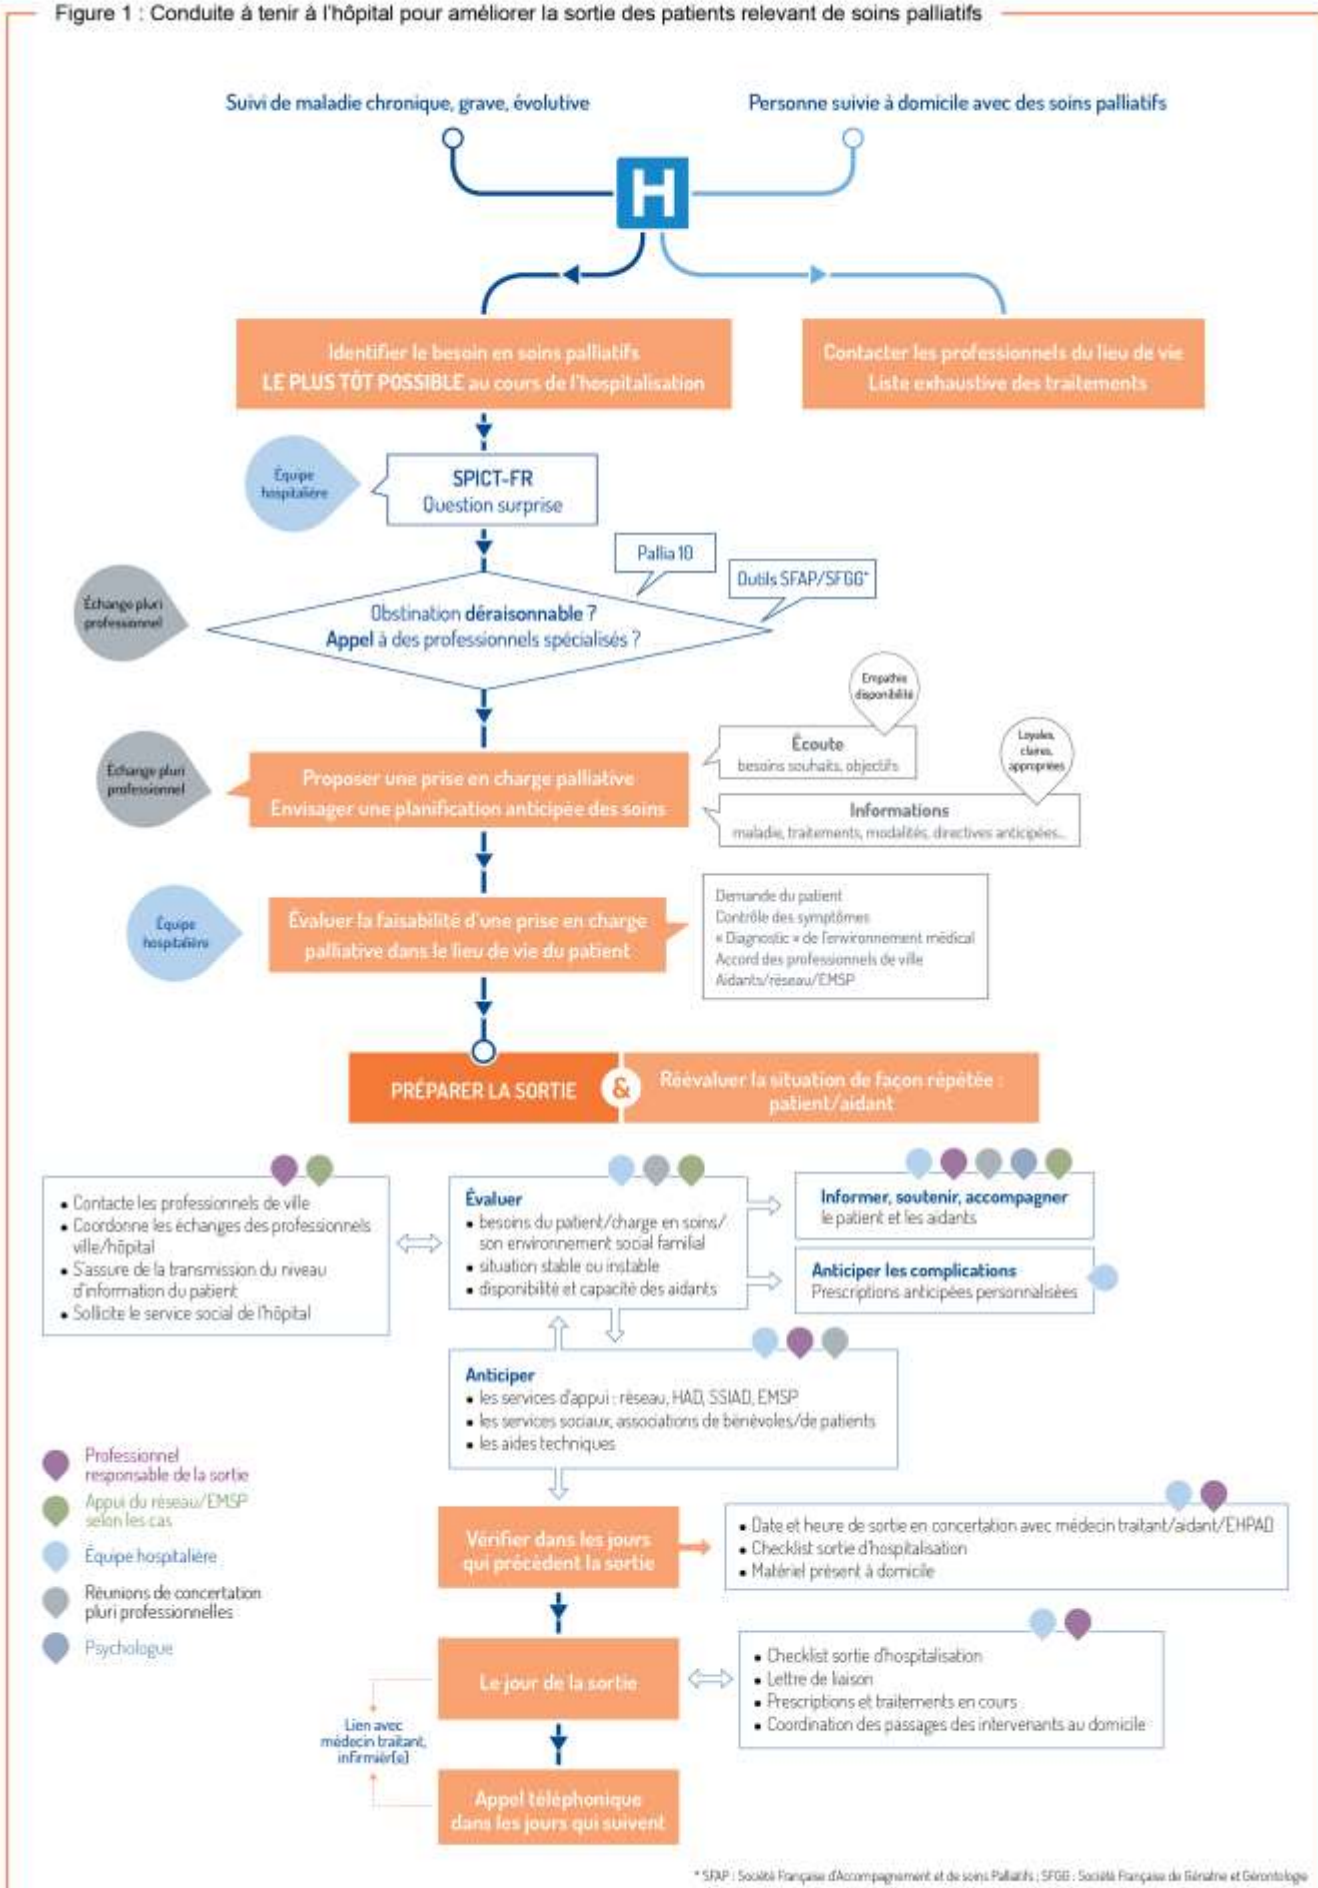 Figure 1 : Conduite à tenir à l'hôpital pour améliorer la sortie des patients relevant de soins palliatifs
Suivi de maladie chronique, grave, évolutive
Personne suivie à domicile avec des soins palliatifs
H
Identifier le besoin en soins palliatifs
LE PLUS TÔT POSSIBLE au cours de l'hospitalisation
Contacter les professionnels du lieu de vie
Liste exhaustive des traitements
Équipe
hospitalière
SPICT-FR
Question surprise
Pallia 10
Outils SFAP/SFGG*
Échange pluri
professionnel
Obstination déraisonnable ?
Appel à des professionnels spécialisés ?
Empathie
disponibilité
Écoute
besoins souhaits, objectifs
Loyales,
claires,
appropriées
Échange pluri
professionnel
Proposer une prise en charge palliative
Envisager une planification anticipée des soins
Informations
maladie, traitements, modalités, directives anticipées...
Équipe
hospitalière
Évaluer la faisabilité d'une prise en charge
palliative dans le lieu de vie du patient
Demande du patient
Contrôle des symptômes
« Diagnostic » de l'environnement médical
Accord des professionnels de ville
Aidants/réseau/EMSP
PRÉPARER LA SORTIE
&
Réévaluer la situation de façon répétée :
patient/aidant
• Contacte les professionnels de ville
• Coordonne les échanges des professionnels
ville/hôpital
• S'assure de la transmission du niveau
d'information du patient
• Sollicite le service social de l'hôpital
Évaluer
• besoins du patient/charge en soins/
son environnement social familial
• situation stable ou instable
• disponibilité et capacité des aidants
Informer, soutenir, accompagner
le patient et les aidants
Anticiper les complications
Prescriptions anticipées personnalisées
Anticiper
• les services d'appui : réseau, HAD, SSIAD, EMSP
• les services sociaux, associations de bénévoles/de patients
• les aides techniques
Professionnel
responsable de la sortie
Appui du réseau/EMSP
selon les cas
Équipe hospitalière
Réunions de concertation
pluri professionnelles
Psychologue
Vérifier dans les jours
qui précèdent la sortie
• Date et heure de sortie en concertation avec médecin traitant/aidant/EHPAD
• Checklist sortie d'hospitalisation
• Matériel présent à domicile
Le jour de la sortie
• Checklist sortie d'hospitalisation
• Lettre de liaison
• Prescriptions et traitements en cours
• Coordination des passages des intervenants au domicile
Lien avec
médecin traitant,
infirmièr(e)
Appel téléphonique
dans les jours qui suivent
* SFAP : Société Française d'Accompagnement et de soins Palliatifs ; SFGG : Société Française de Gériatrie et Gérontologie